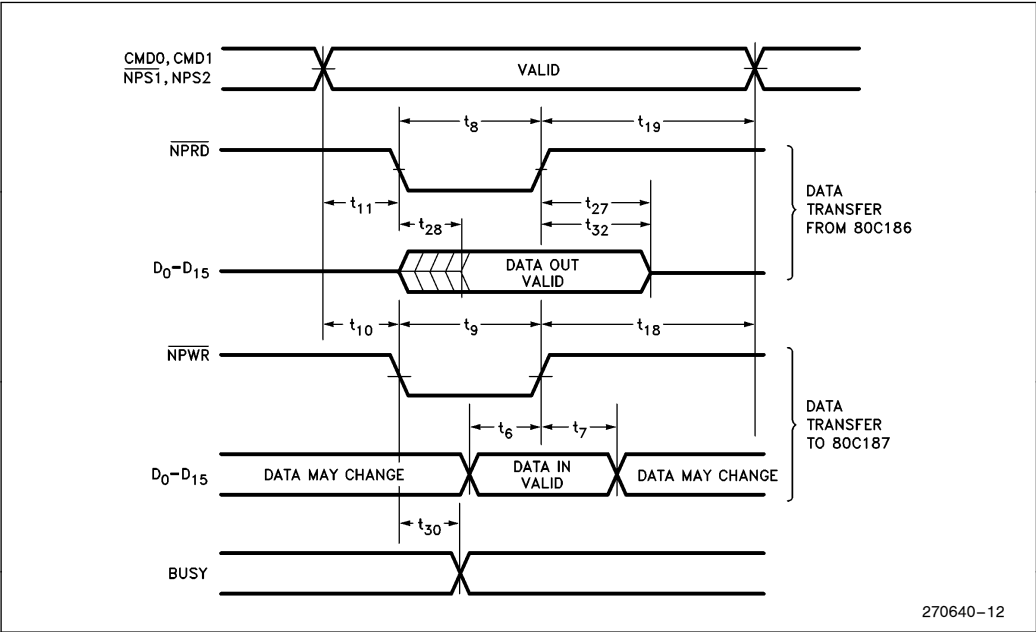 CMD0, CMD1
NPS1, NPS2
VALID
t8
t19
NPRD
t11
t27
t28
t32
DATA
TRANSFER
FROM 80C186
D0–D15
DATA OUT
VALID
t10
t9
t18
NPWR
t6
t7
DATA
TRANSFER
TO 80C187
D0–D15
DATA MAY CHANGE
DATA IN
VALID
DATA MAY CHANGE
t30
BUSY
270640–12